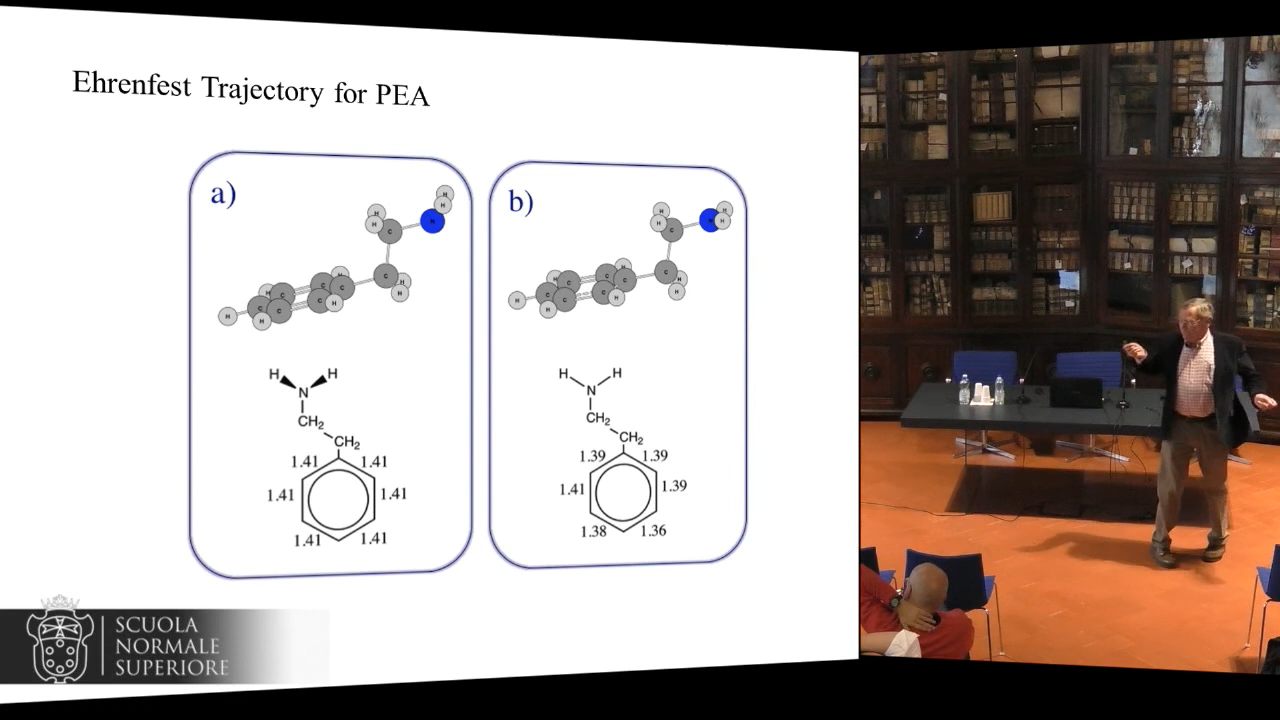 Ehrenfest Trajectory for PEA
a)
H
H
H
H
N
C
C
H
H
H
C
C
C
C
H
C
C
H
H
H
H H
N
CH2
CH2
1.41 1.41
1.41 1.41
1.41 1.41
b)
H
H
H
N
H
C
C
H
H
H
C
C
C
H
C
C
C
H
H
H
H H
N
CH2
CH2
1.39 1.39
1.41 1.39
1.38 1.36
SCUOLA
NORMALE
SUPERIORE